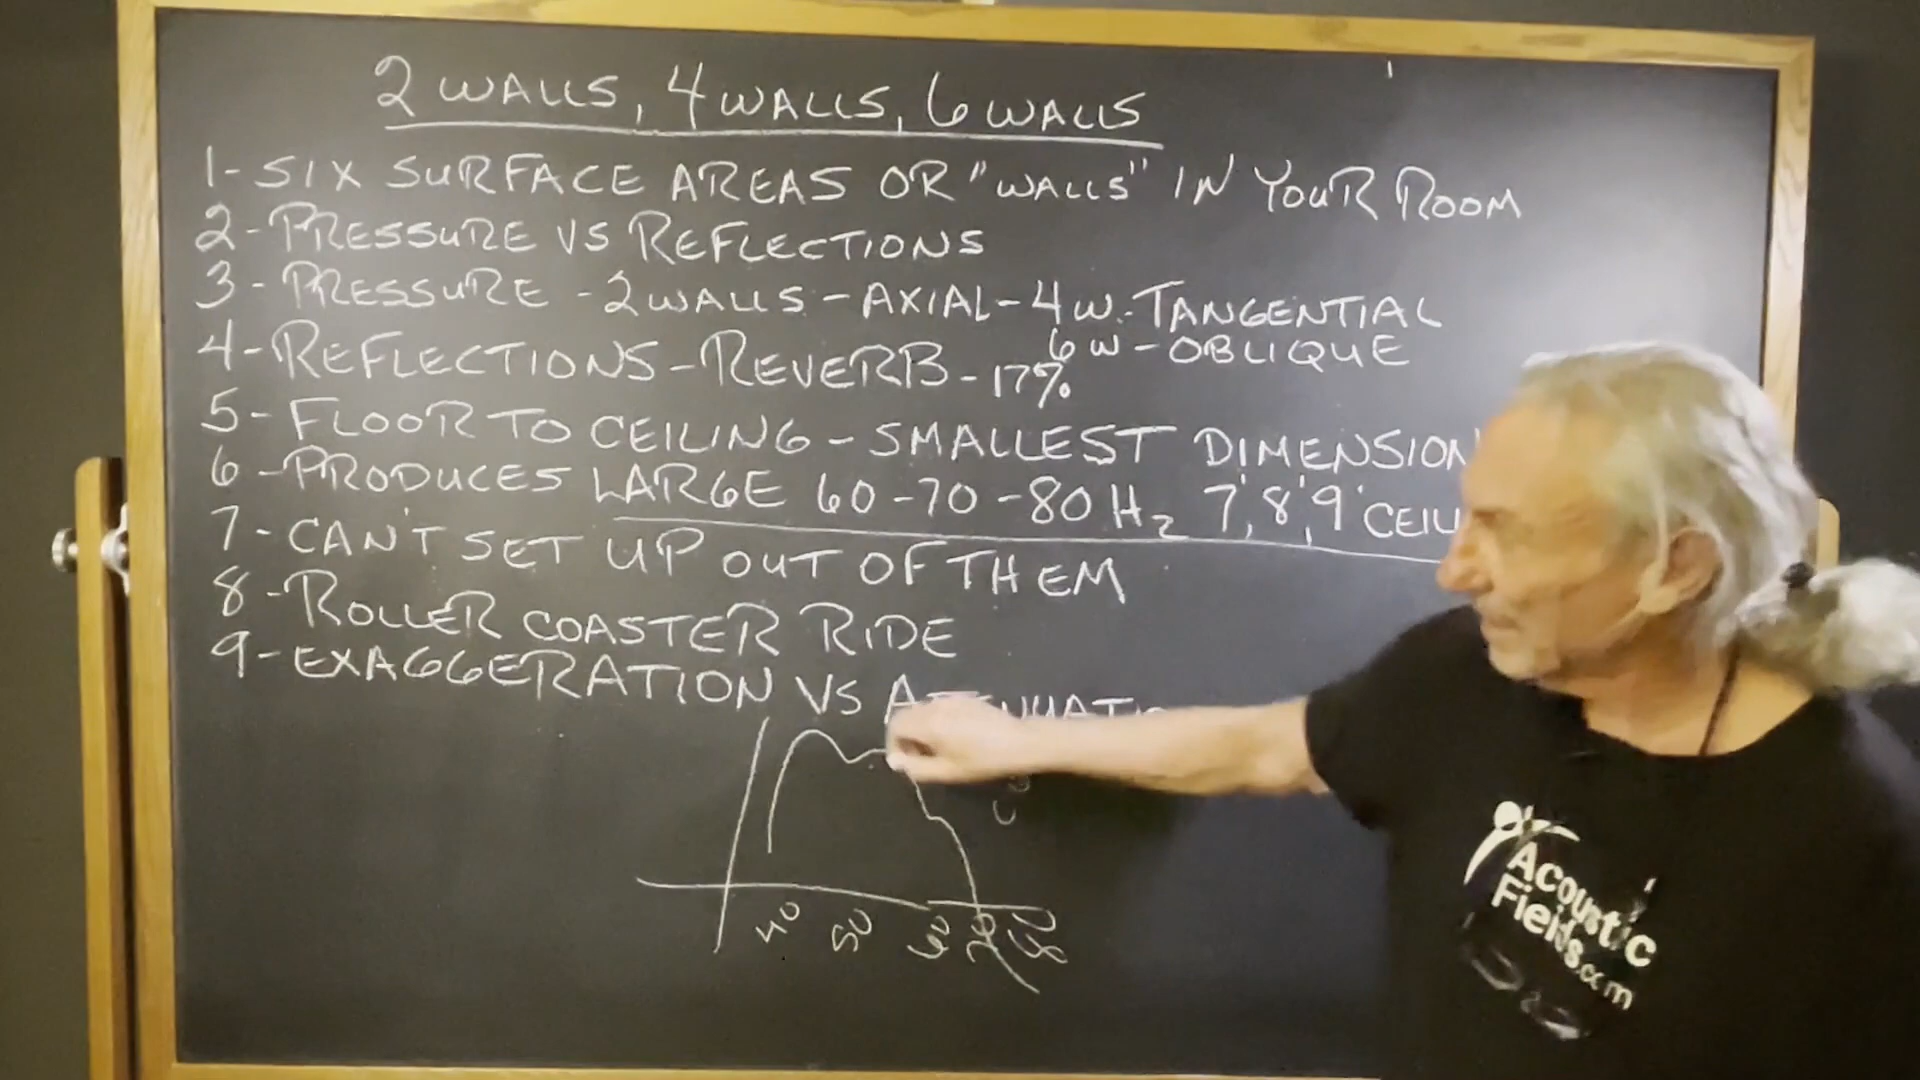 2 WALLS, 4 WALLS, 6 WALLS
1- SIX SURFACE AREAS OR "WALLS" IN YOUR ROOM
2 - PRESSURE VS REFLECTIONS
3 - PRESSURE - 2 WALLS - AXIAL - 4 W. - TANGENTIAL
6 W - OBLIQUE
4 - REFLECTIONS - REVERB - 17%
5 - FLOOR TO CEILING - SMALLEST DIMENSION
6 - PRODUCES LARGE 60 - 70 - 80 Hz 7', 8', 9' CEIL
7 - CAN'T SET UP OUT OF THEM
8 - ROLLER COASTER RIDE
9 - EXAGGERATION VS
40 50 60 70 80
Acoustic
Fields.com